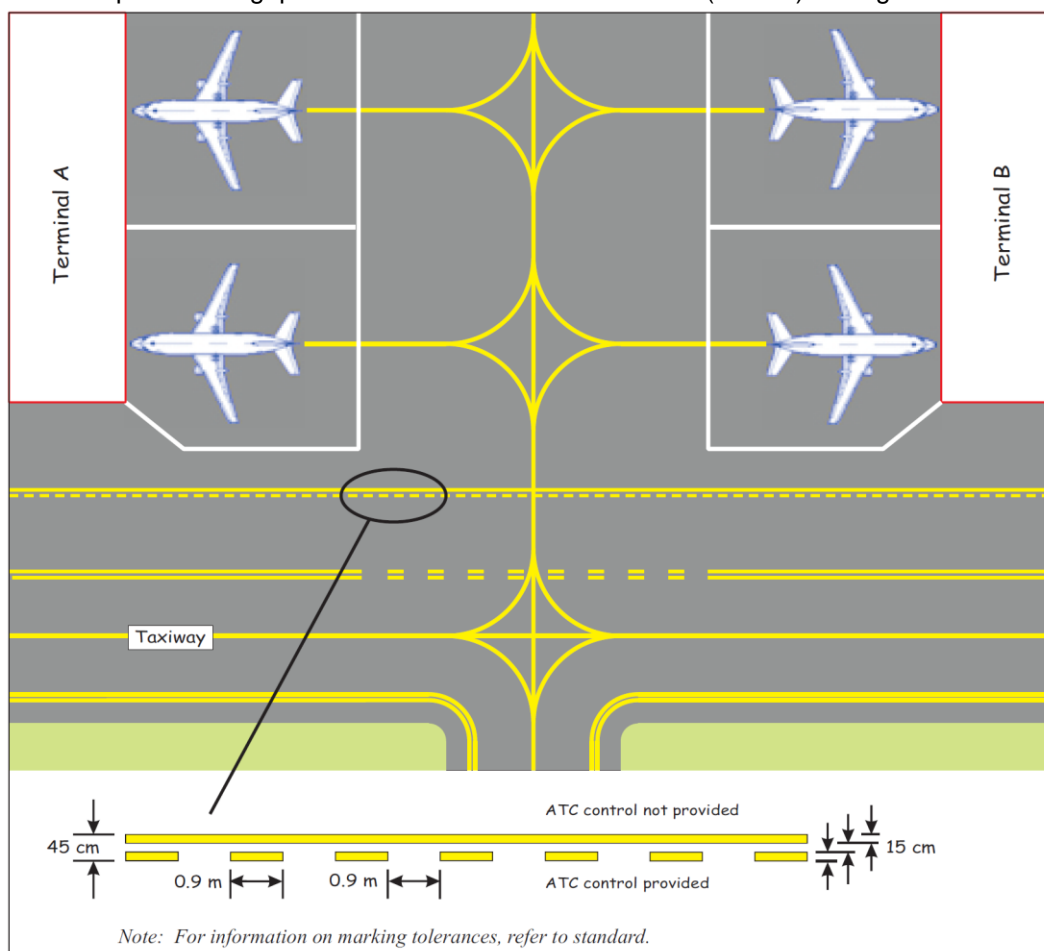 Terminal A
Terminal B
Taxiway
ATC control not provided
45 cm
15 cm
0.9 m
0.9 m
ATC control provided
Note: For information on marking tolerances, refer to standard.